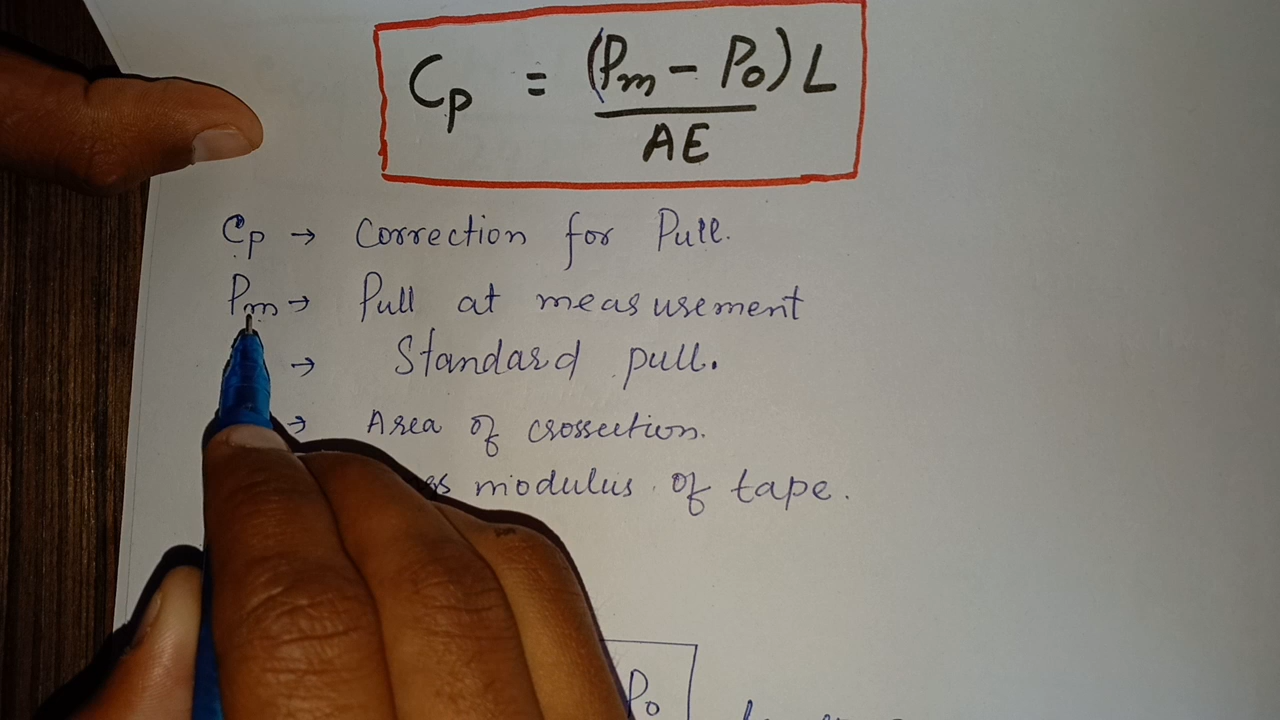 Cp = (Pm - Po) L
AE
Cp → Correction for Pull.
Pm → Pull at measurement
→ Standard pull.
→ Area of crossection.
modulus of tape.
Po